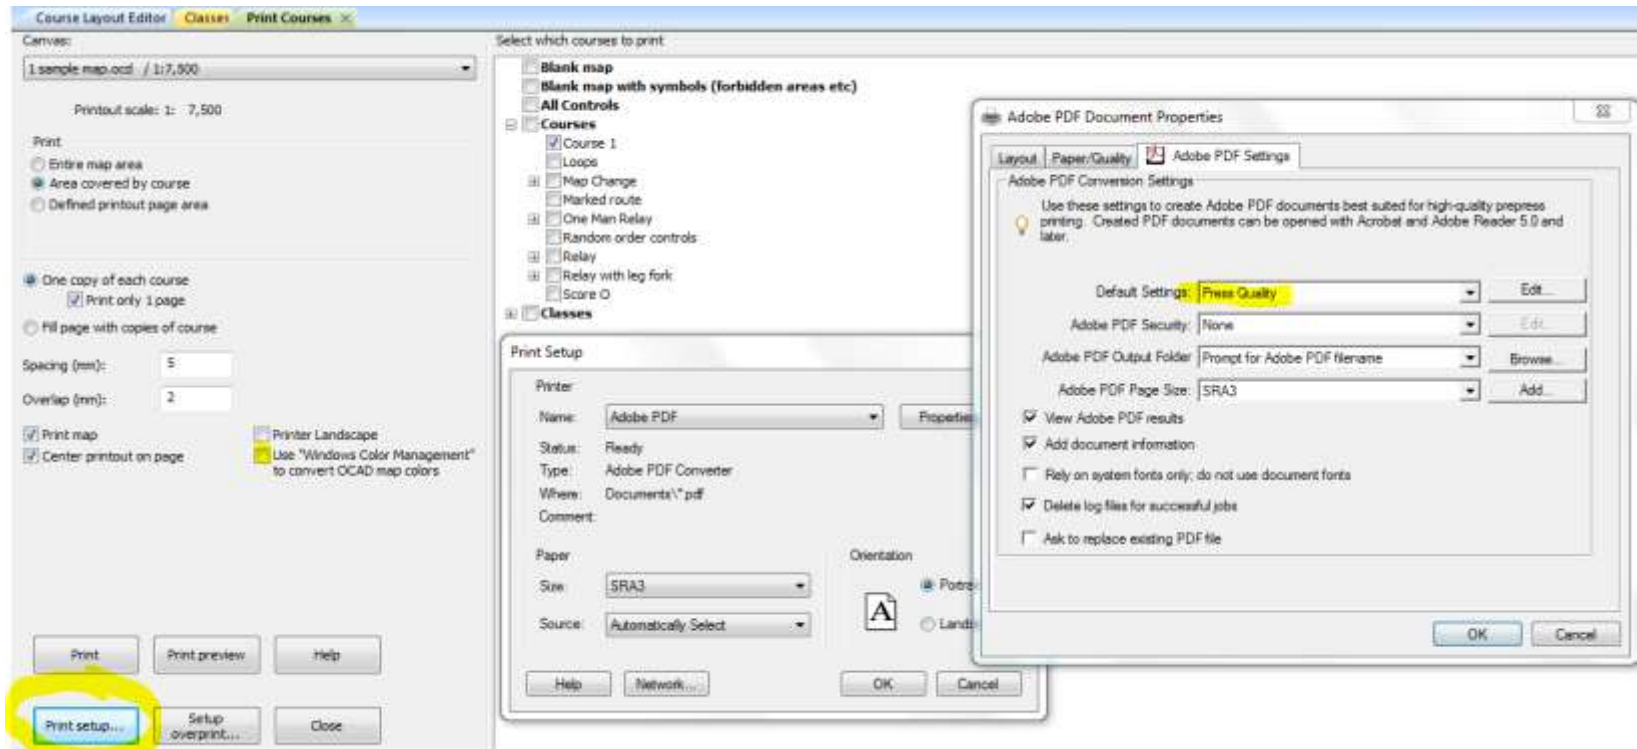 Course Layout Editor Classes Print Courses
Canvas:
1 sample map.ocd / 1:7,500
Printout scale: 1: 7,500
Print
Entire map area
Area covered by course
Defined printout page area
One copy of each course
Print only 1 page
Fill page with copies of course
Spacing (mm): 5
Overlap (mm): 2
Print map
Center printout on page
Printer Landscape
Use "Windows Color Management"
to convert OCAD map colors
Print Print preview Help
Print setup... Setup overprint... Close
Select which courses to print
Blank map
Blank map with symbols (forbidden areas etc)
All Controls
Courses
Course 1
Loops
Map Change
Marked route
One Man Relay
Random order controls
Relay
Relay with leg fork
Score O
Classes
Print Setup
Printer
Name: Adobe PDF Properties
Status: Ready
Type: Adobe PDF Converter
Where: Documents\*.pdf
Comment:
Paper
Size: SRA3
Source: Automatically Select
Orientation
A
Portra
Lands
Help Network... OK Cancel
Adobe PDF Document Properties
Layout Paper/Quality Adobe PDF Settings
Adobe PDF Conversion Settings
Use these settings to create Adobe PDF documents best suited for high-quality prepress
printing. Created PDF documents can be opened with Acrobat and Adobe Reader 5.0 and
later.
Default Settings: Press Quality Edit...
Adobe PDF Security: None Edit...
Adobe PDF Output Folder Prompt for Adobe PDF filename Browse...
Adobe PDF Page Size: SRA3 Add...
View Adobe PDF results
Add document information
Rely on system fonts only; do not use document fonts
Delete log files for successful jobs
Ask to replace existing PDF file
OK Cancel